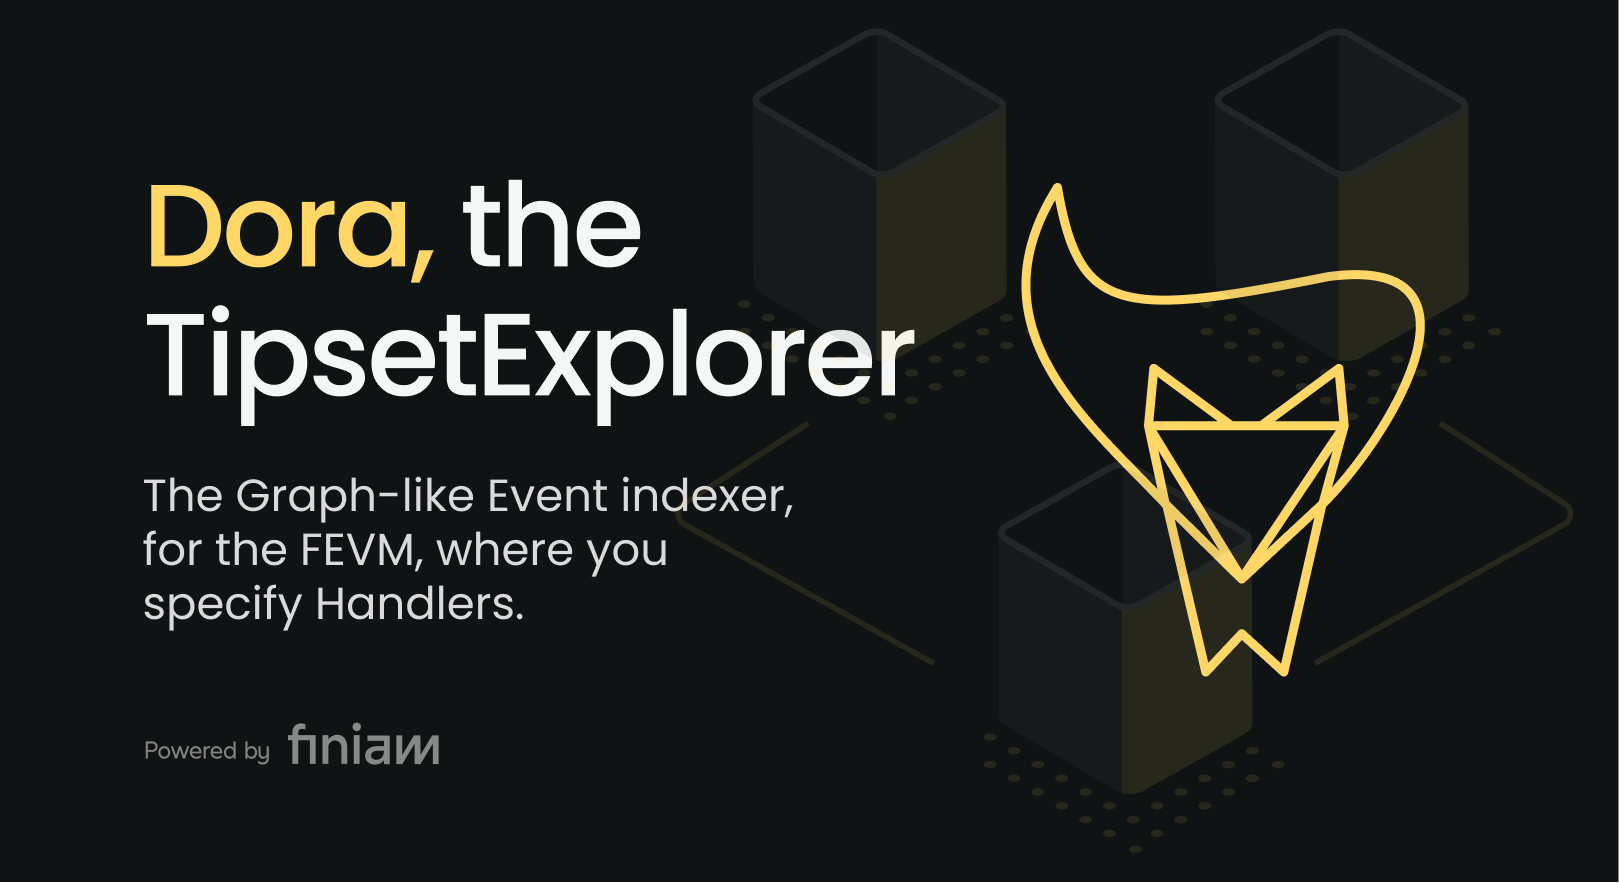 Dora, the
TipsetExplorer
The Graph-like Event indexer,
for the FEVM, where you
specify Handlers.
Powered by finiam